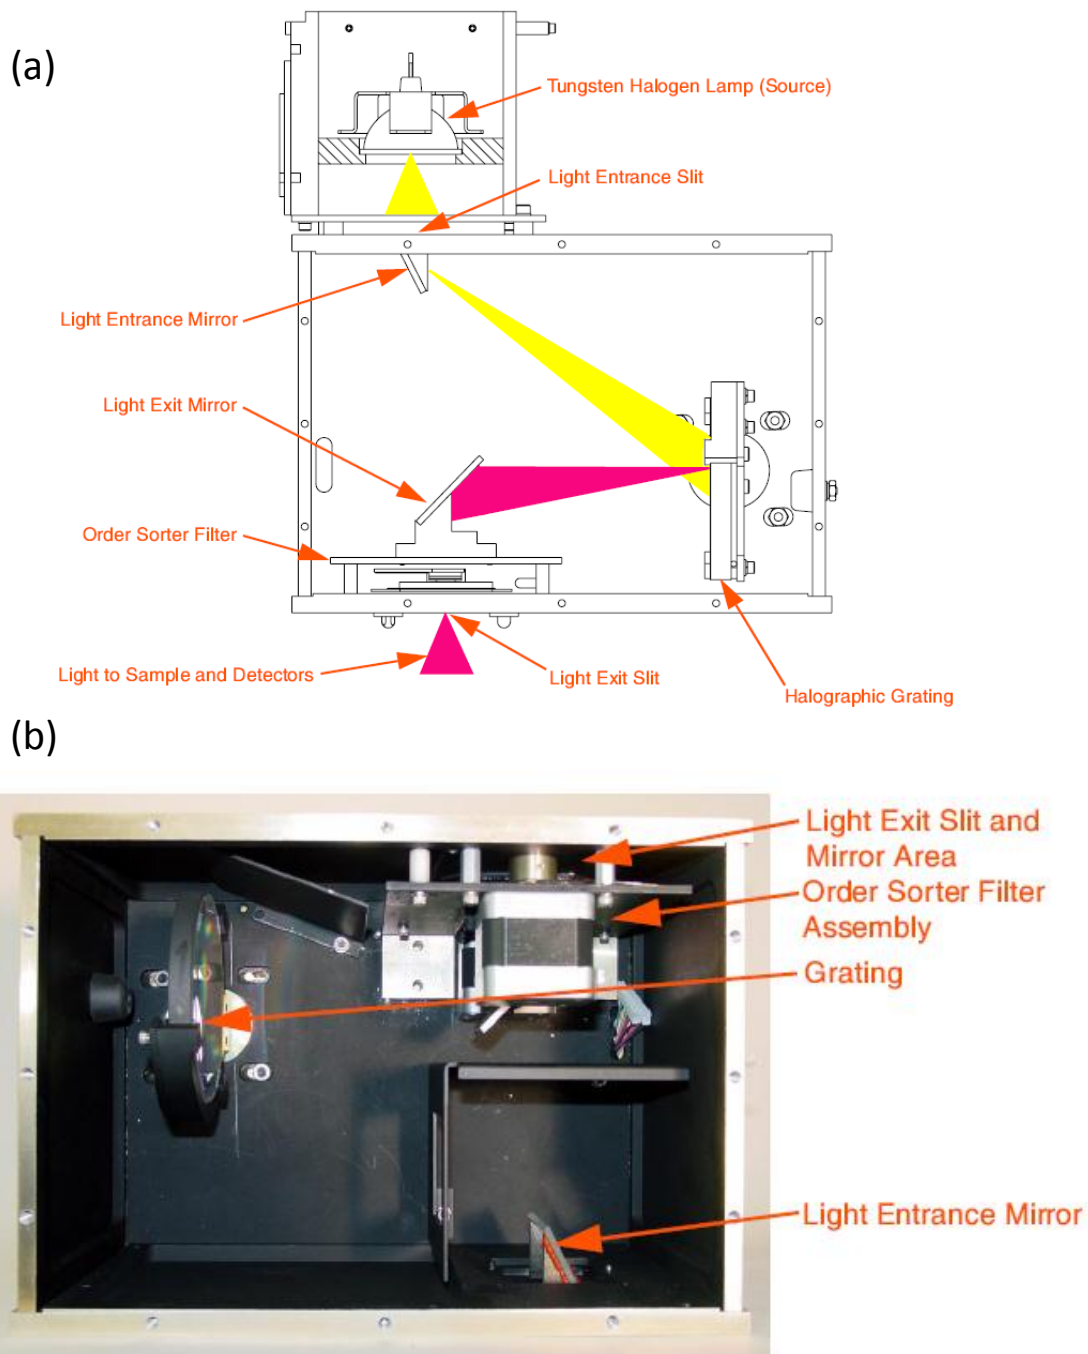 (a)
Tungsten Halogen Lamp (Source)
Light Entrance Slit
Light Entrance Mirror
Light Exit Mirror
Order Sorter Filter
Light to Sample and Detectors
Light Exit Slit
Halographic Grating
(b)
Light Exit Slit and
Mirror Area
Order Sorter Filter
Assembly
Grating
Light Entrance Mirror